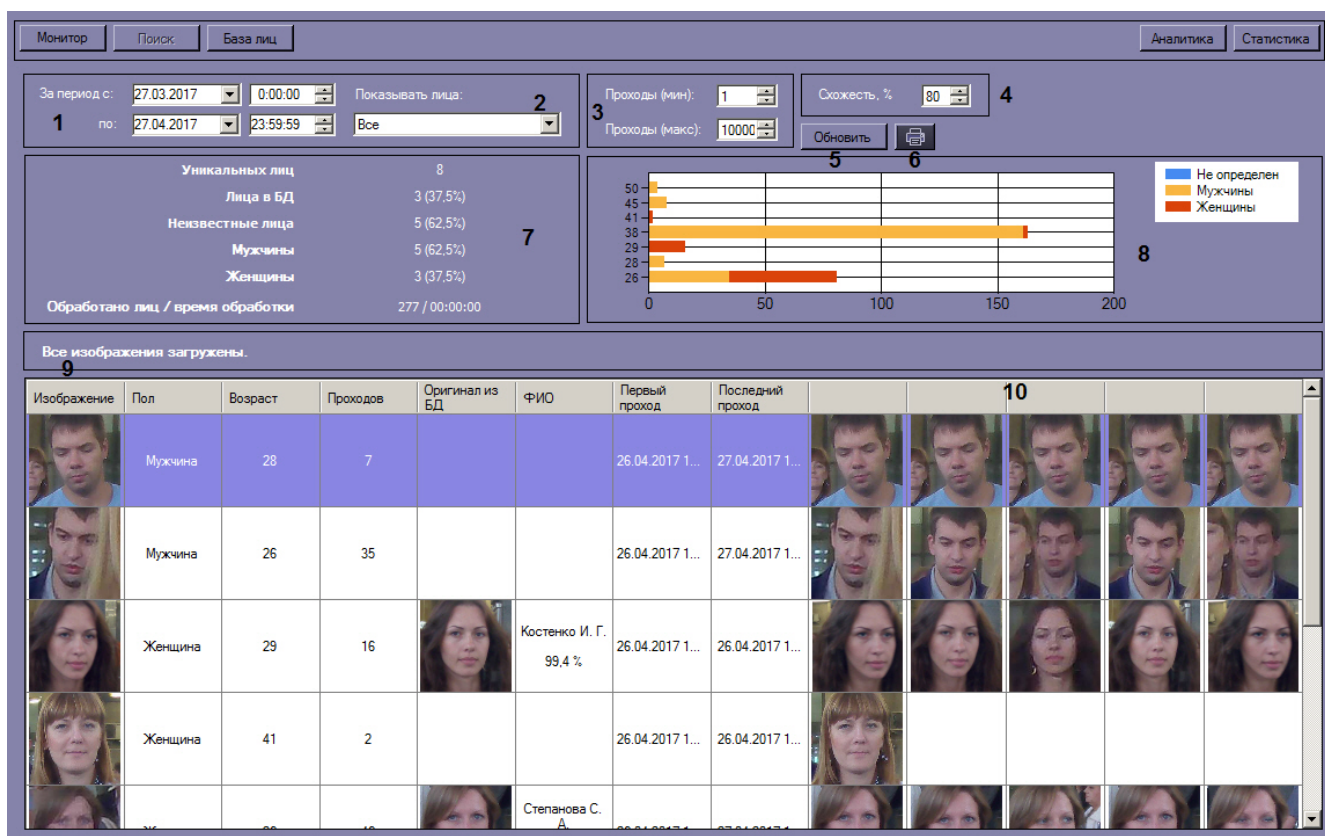 Монитор Поиск База лиц Аналитика Статистика
За период с: 27.03.2017 0:00:00 Показывать лица: 2 Проходы (мин): 1 Схожесть, % 80 4
1 по: 27.04.2017 23:59:59 Все 3 Проходы (макс): 10000
Обновить
5 6
Уникальных лиц 8
Лица в БД 3 (37,5%)
Неизвестные лица 5 (62,5%)
Мужчины 5 (62,5%)
Женщины 3 (37,5%)
Обработано лиц / время обработки 277 / 00:00:00
7
50
45
41
38
29
28
26
0 50 100 150 200
Не определен
Мужчины
Женщины
8
Все изображения загружены.
9 10
Изображение Пол Возраст Проходов Оригинал из БД ФИО Первый проход Последний проход
Мужчина 28 7 26.04.2017 1... 27.04.2017 1...
Мужчина 26 35 26.04.2017 1... 27.04.2017 1...
Женщина 29 16 Костенко И. Г. 99,4 % 26.04.2017 1... 26.04.2017 1...
Женщина 41 2 26.04.2017 1... 26.04.2017 1...
Степанова С.
А.